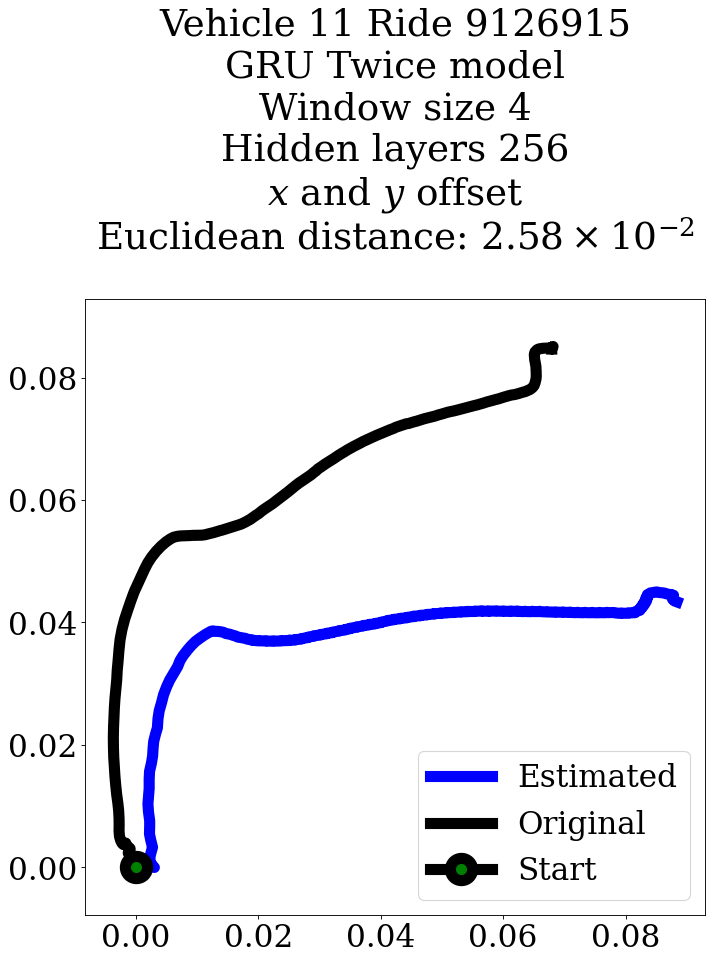 Vehicle 11 Ride 9126915
GRU Twice model
Window size 4
Hidden layers 256
x and y offset
Euclidean distance: 2.58 × 10⁻²
0.08
0.06
0.04
0.02
0.00
Estimated
Original
Start
0.00 0.02 0.04 0.06 0.08